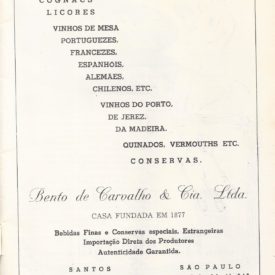 COGNACS
LICORES
VINHOS DE MESA
PORTUGUEZES,
FRANCEZES,
ESPANHOIS,
ALEMÃES,
CHILENOS, ETC.
VINHOS DO PORTO,
DE JEREZ,
DA MADEIRA.
QUINADOS, VERMOUTHS ETC.
CONSERVAS.
Bento de Carvalho & Cia. Ltda.
CASA FUNDADA EM 1877
Bebidas Finas e Conservas especiais, Estrangeiras
Importação Direta dos Produtores
Autenticidade Garantida.
SANTOS SÃO PAULO